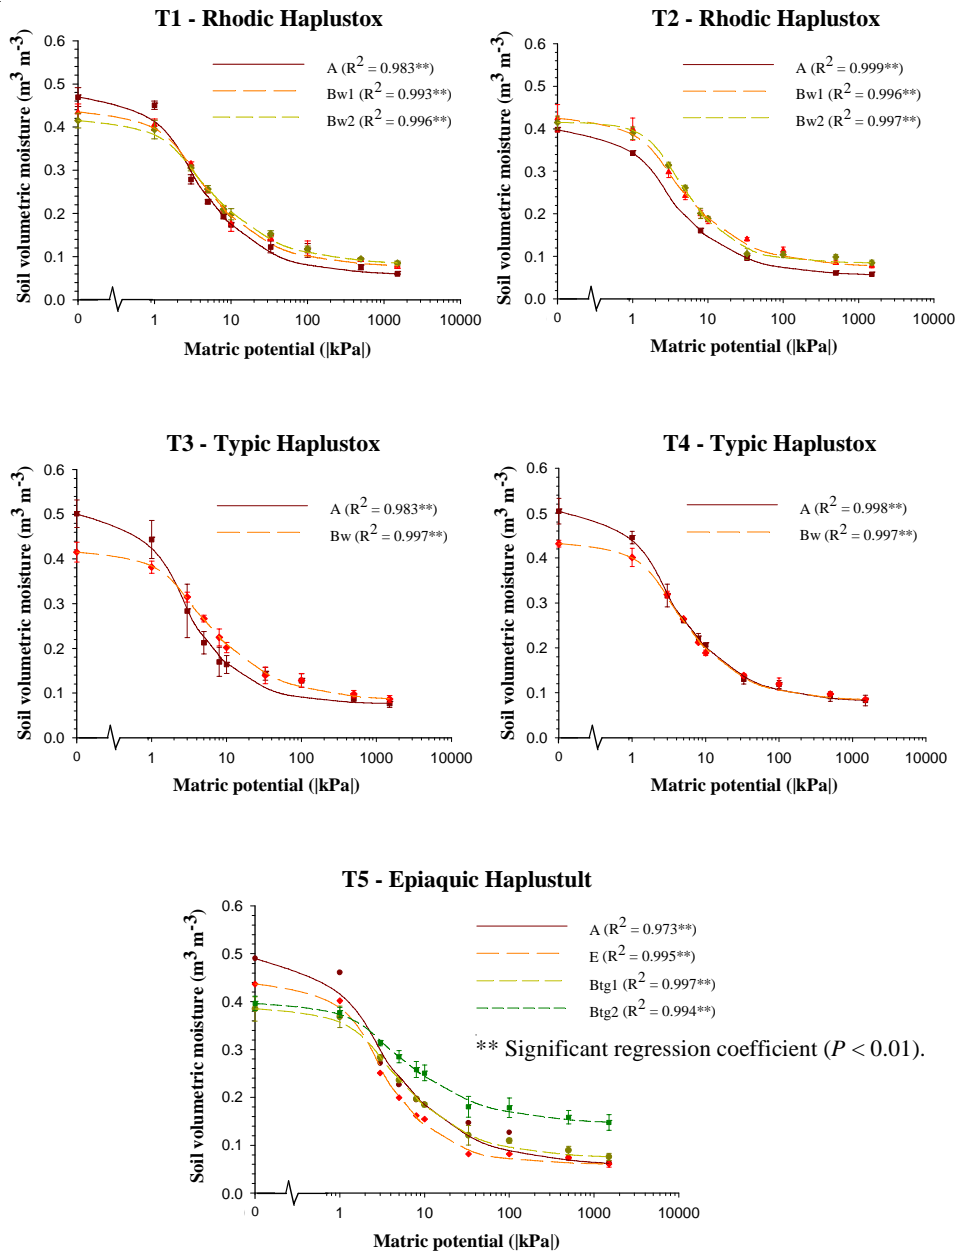 T1 - Rhodic Haplustox
Soil volumetric moisture (m³ m⁻³)
0.6
0.5
0.4
0.3
0.2
0.1
0.0
A (R² = 0.983**)
Bw1 (R² = 0.993**)
Bw2 (R² = 0.996**)
0 1 10 100 1000 10000
Matric potential (|kPa|)
T2 - Rhodic Haplustox
Soil volumetric moisture (m³ m⁻³)
0.6
0.5
0.4
0.3
0.2
0.1
0.0
A (R² = 0.999**)
Bw1 (R² = 0.996**)
Bw2 (R² = 0.997**)
0 1 10 100 1000 10000
Matric potential (|kPa|)
T3 - Typic Haplustox
Soil volumetric moisture (m³ m⁻³)
0.6
0.5
0.4
0.3
0.2
0.1
0.0
A (R² = 0.983**)
Bw (R² = 0.997**)
0 1 10 100 1000 10000
Matric potential (|kPa|)
T4 - Typic Haplustox
Soil volumetric moisture (m³ m⁻³)
0.6
0.5
0.4
0.3
0.2
0.1
0.0
A (R² = 0.998**)
Bw (R² = 0.997**)
0 1 10 100 1000 10000
Matric potential (|kPa|)
T5 - Epiaquic Haplustult
Soil volumetric moisture (m³ m⁻³)
0.6
0.5
0.4
0.3
0.2
0.1
0.0
A (R² = 0.973**)
E (R² = 0.995**)
Btg1 (R² = 0.997**)
Btg2 (R² = 0.994**)
** Significant regression coefficient (P < 0.01).
0 1 10 100 1000 10000
Matric potential (|kPa|)